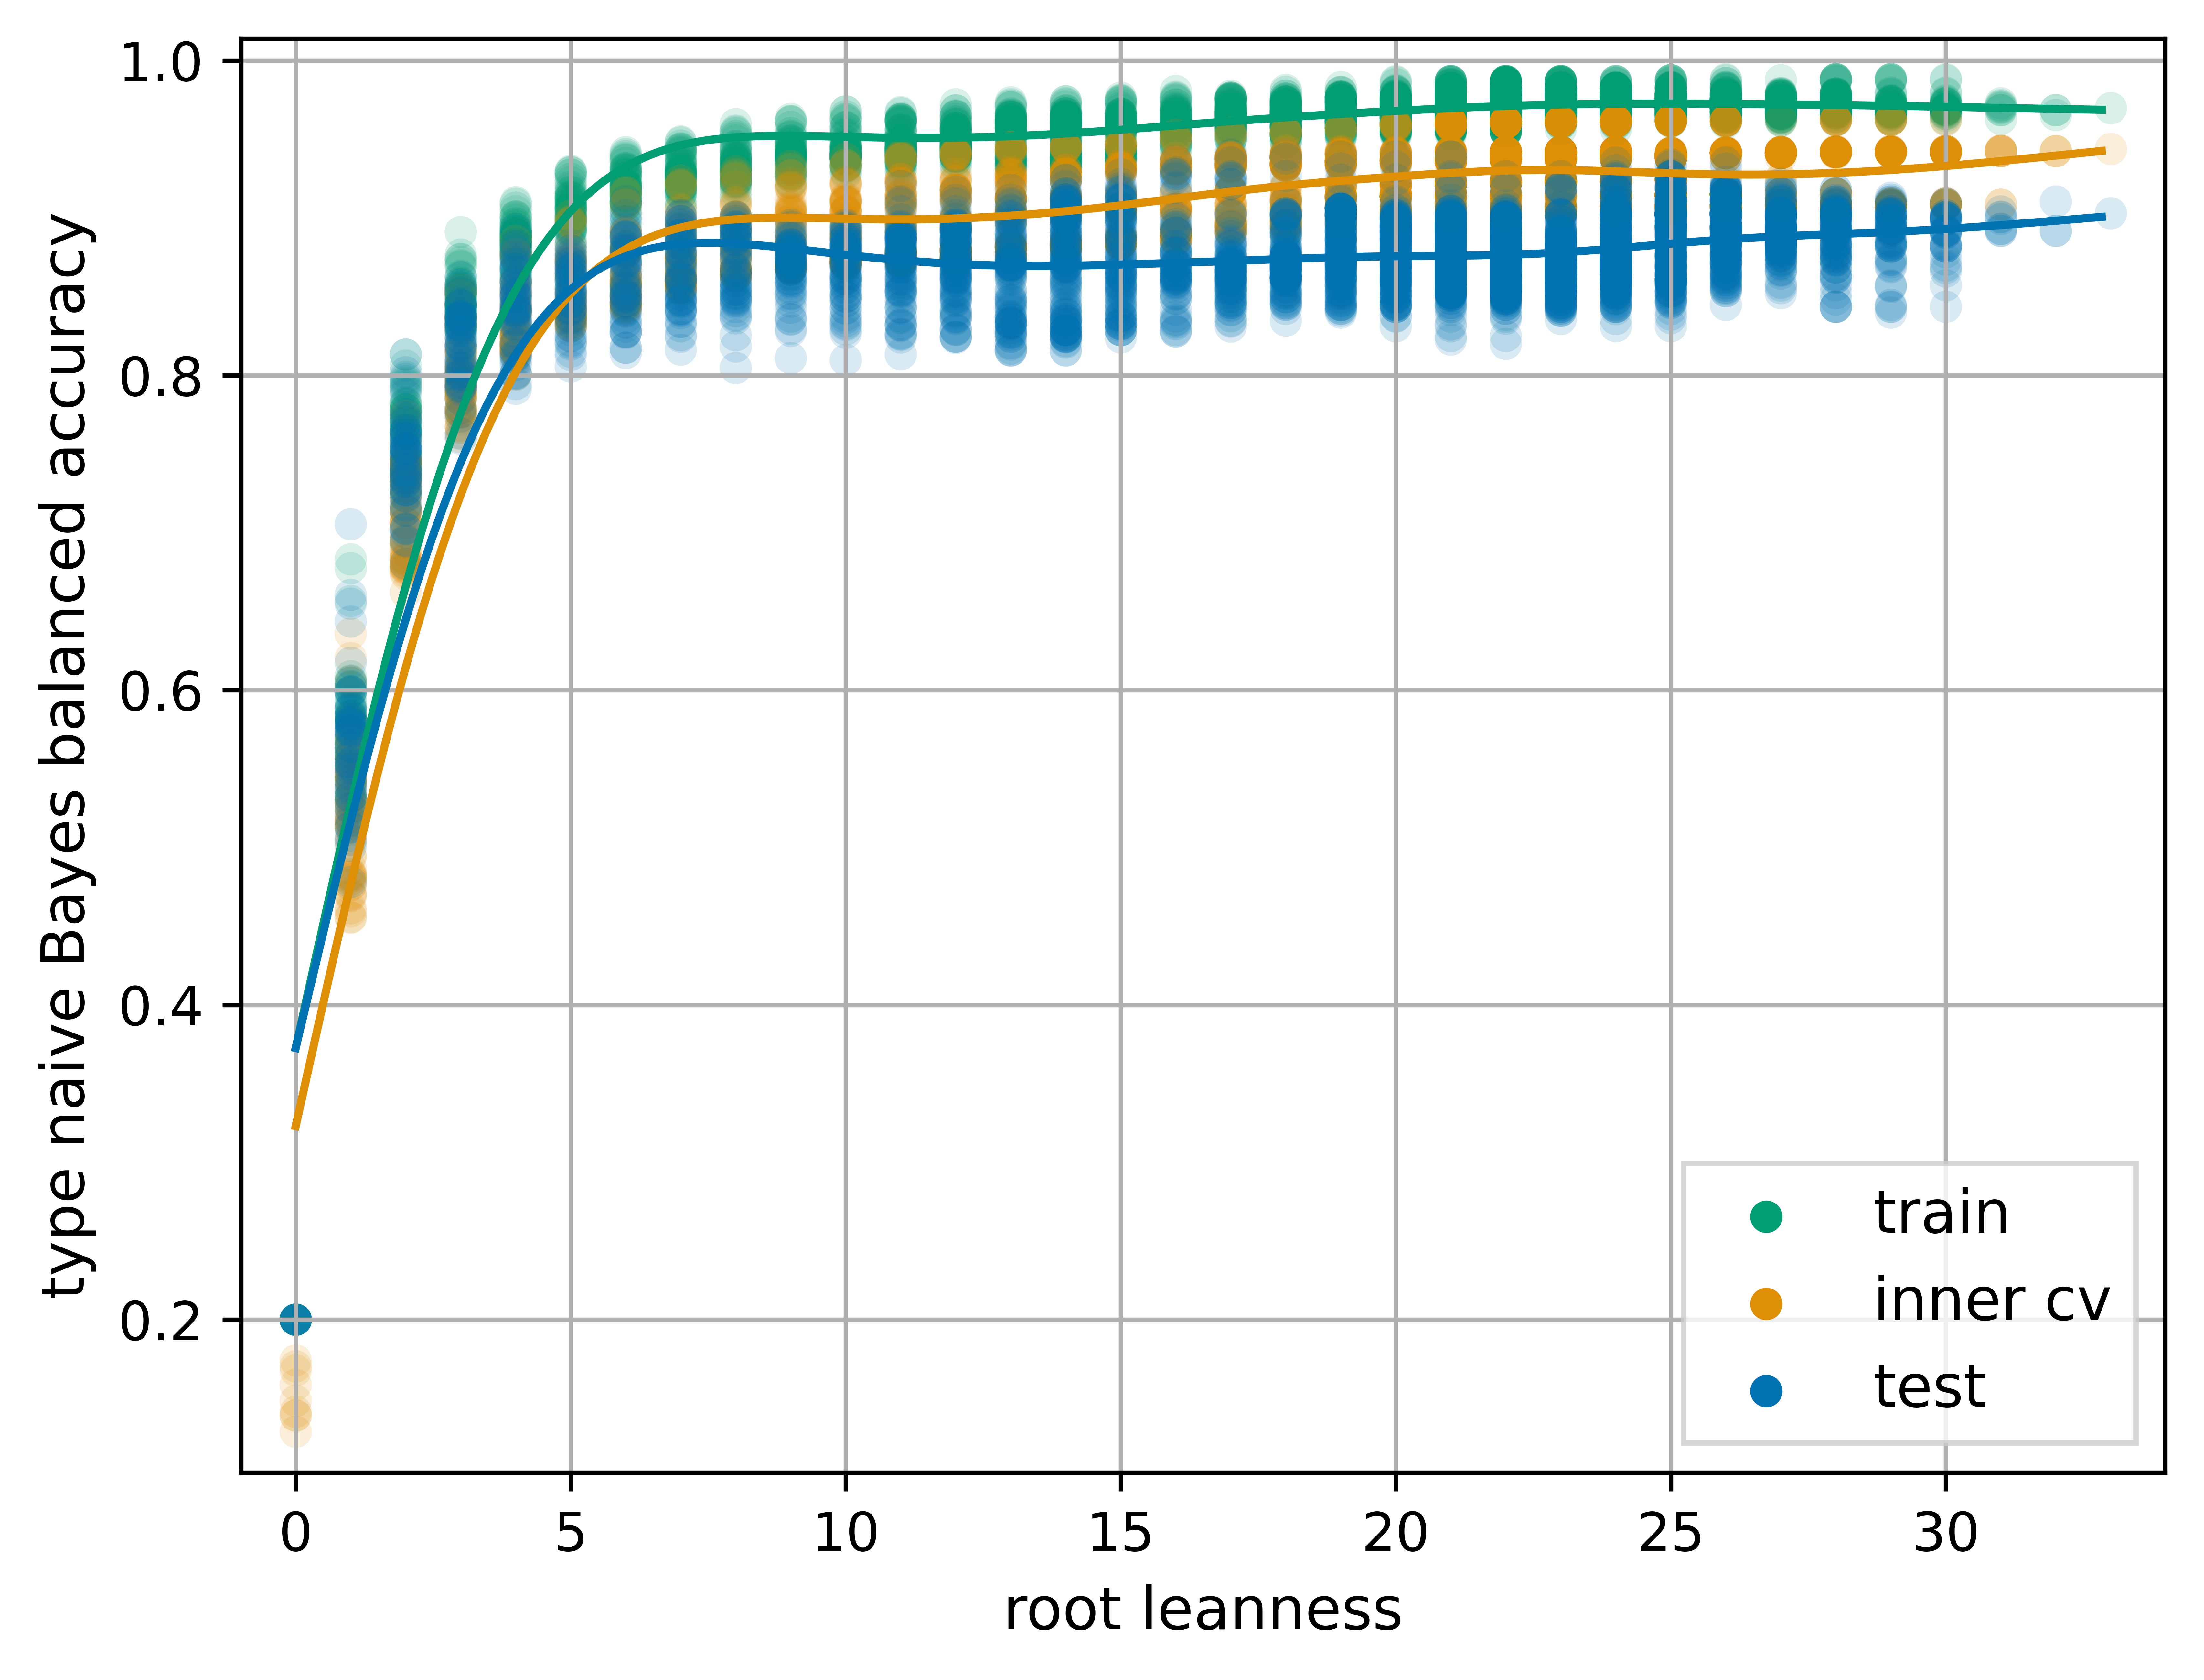 type naive Bayes balanced accuracy
1.0
0.8
0.6
0.4
0.2
0 5 10 15 20 25 30
root leanness
train
inner cv
test